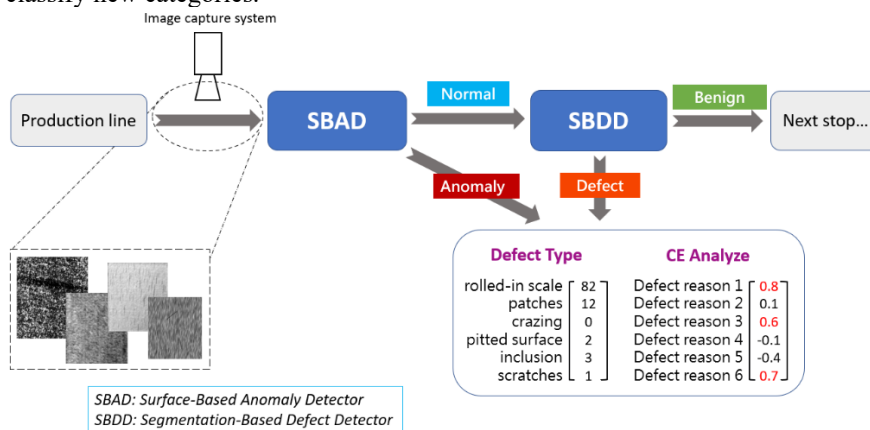 classify new categories.
Image capture system
Production line
SBAD
Normal
SBDD
Benign
Next stop...
Anomaly
Defect
Defect Type
rolled-in scale 82
patches 12
crazing 0
pitted surface 2
inclusion 3
scratches 1
CE Analyze
Defect reason 1 0.8
Defect reason 2 0.1
Defect reason 3 0.6
Defect reason 4 -0.1
Defect reason 5 -0.4
Defect reason 6 0.7
SBAD: Surface-Based Anomaly Detector
SBDD: Segmentation-Based Defect Detector